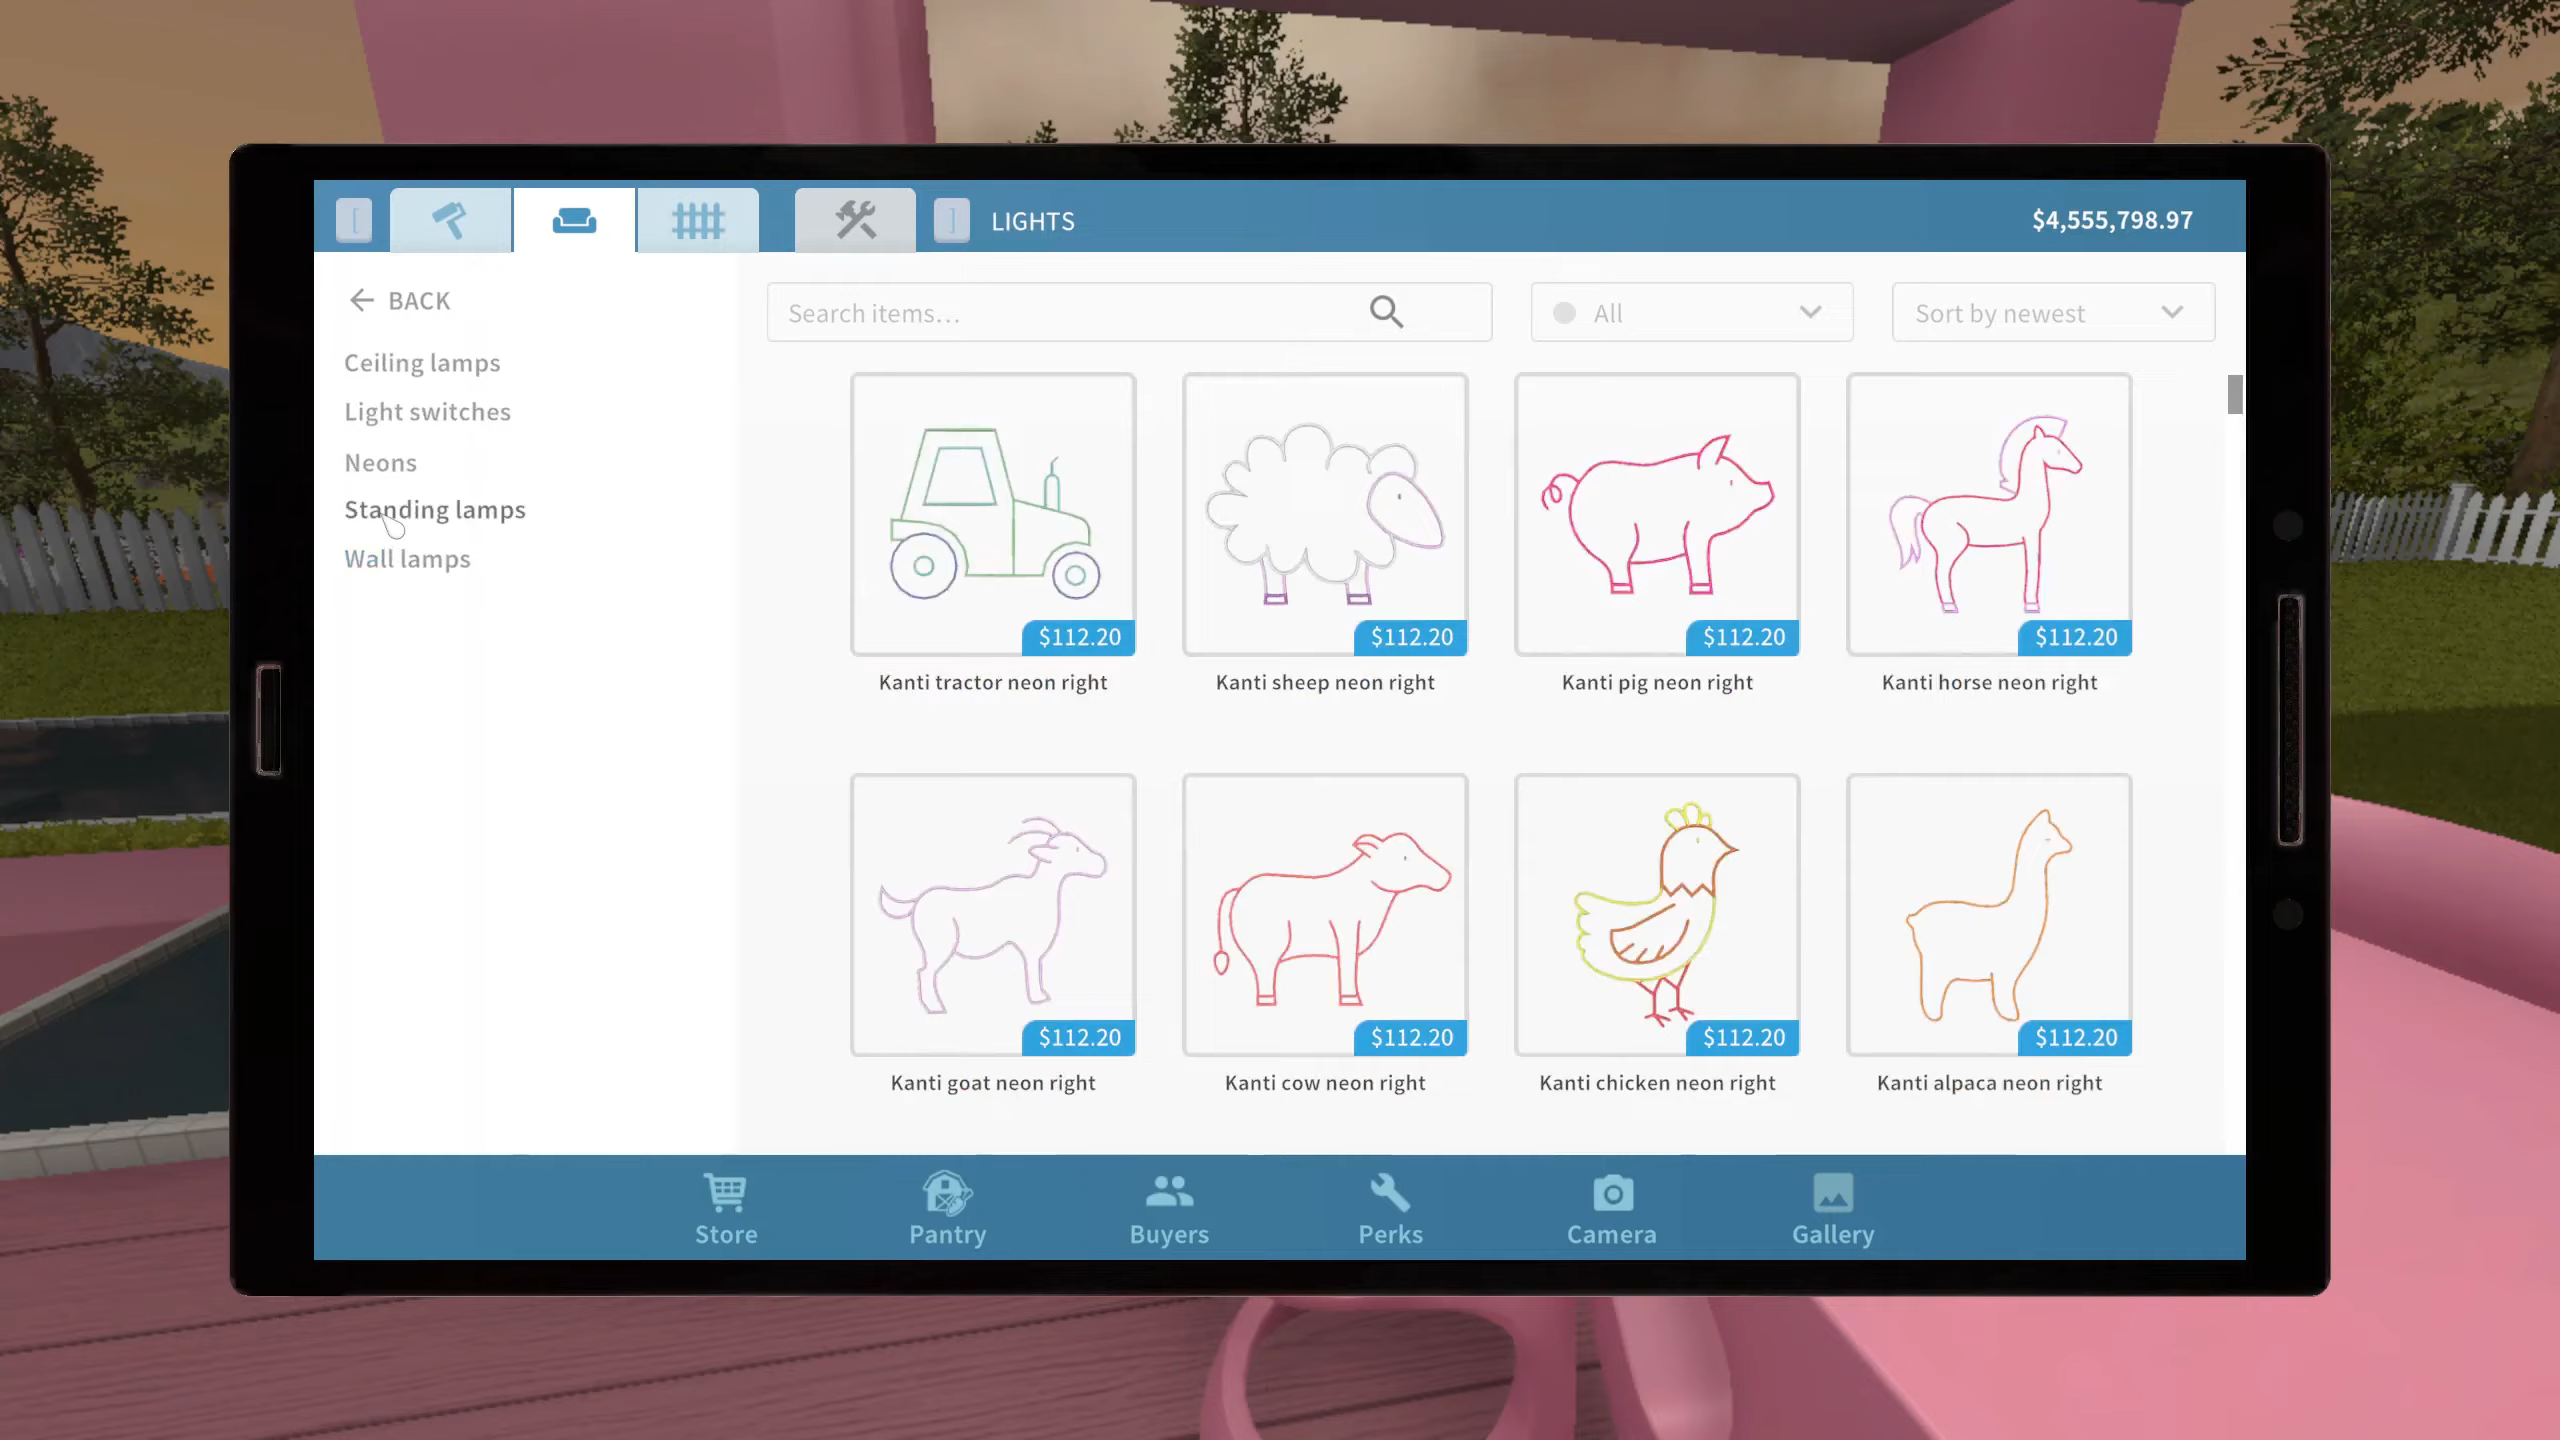 [
]
LIGHTS
$4,555,798.97
BACK
Search items...
All
Sort by newest
Ceiling lamps
Light switches
Neons
Standing lamps
Wall lamps
$112.20
$112.20
$112.20
$112.20
Kanti tractor neon right
Kanti sheep neon right
Kanti pig neon right
Kanti horse neon right
$112.20
$112.20
$112.20
$112.20
Kanti goat neon right
Kanti cow neon right
Kanti chicken neon right
Kanti alpaca neon right
Store
Pantry
Buyers
Perks
Camera
Gallery